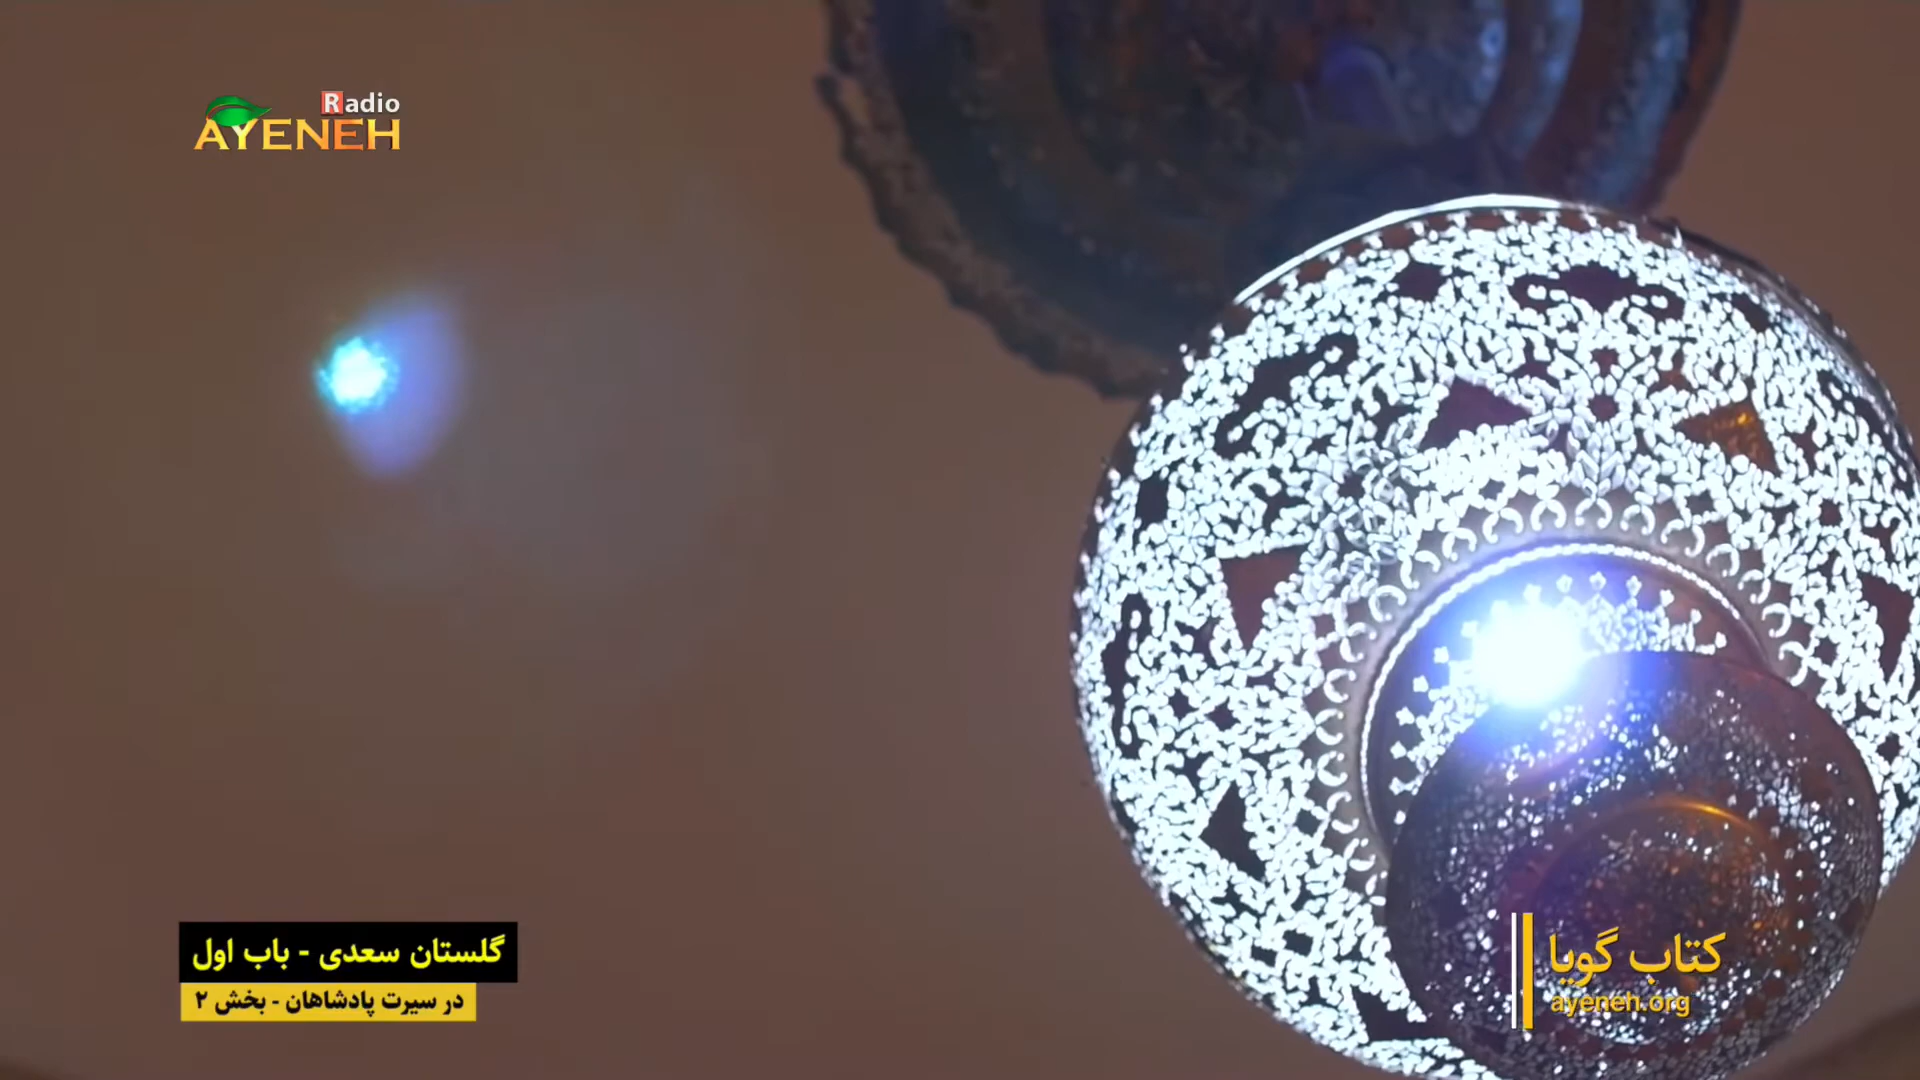 Radio
AYENEH
گلستان سعدی - باب اول
در سیرت پادشاهان - بخش ۲
کتاب گویا
ayeneh.org